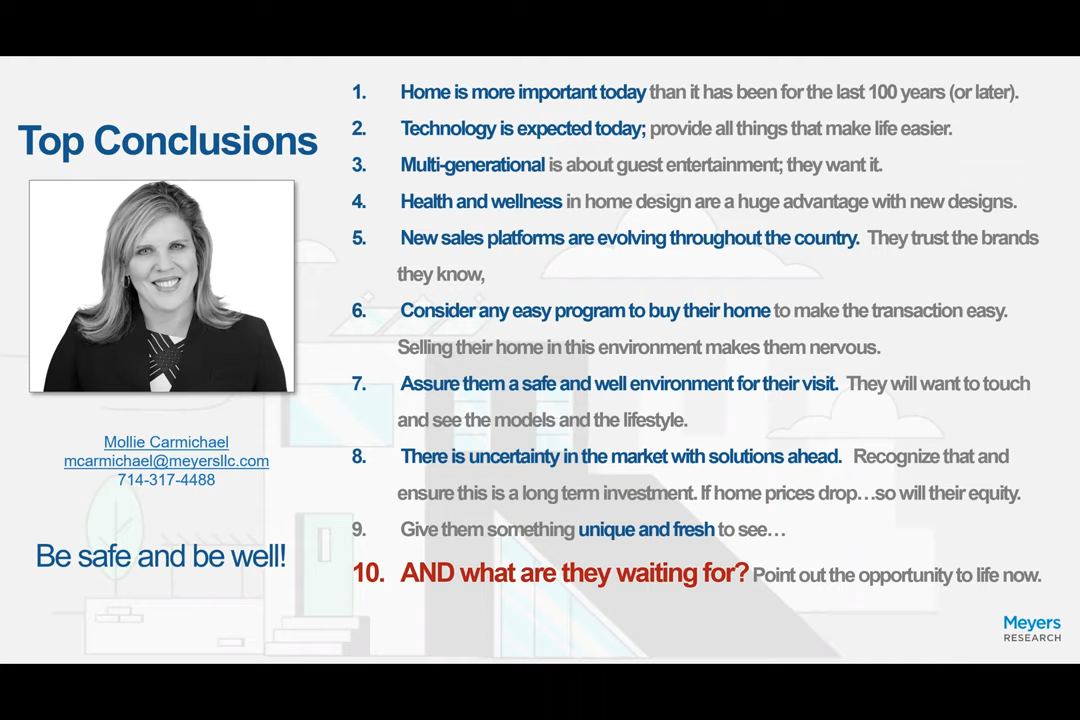 Top Conclusions
Mollie Carmichael
mcarmichael@meyersllc.com
714-317-4488
Be safe and be well!
1. Home is more important today than it has been for the last 100 years (or later).
2. Technology is expected today; provide all things that make life easier.
3. Multi-generational is about guest entertainment; they want it.
4. Health and wellness in home design are a huge advantage with new designs.
5. New sales platforms are evolving throughout the country. They trust the brands
they know,
6. Consider any easy program to buy their home to make the transaction easy.
Selling their home in this environment makes them nervous.
7. Assure them a safe and well environment for their visit. They will want to touch
and see the models and the lifestyle.
8. There is uncertainty in the market with solutions ahead. Recognize that and
ensure this is a long term investment. If home prices drop…so will their equity.
9. Give them something unique and fresh to see…
10. AND what are they waiting for? Point out the opportunity to life now.
Meyers
RESEARCH